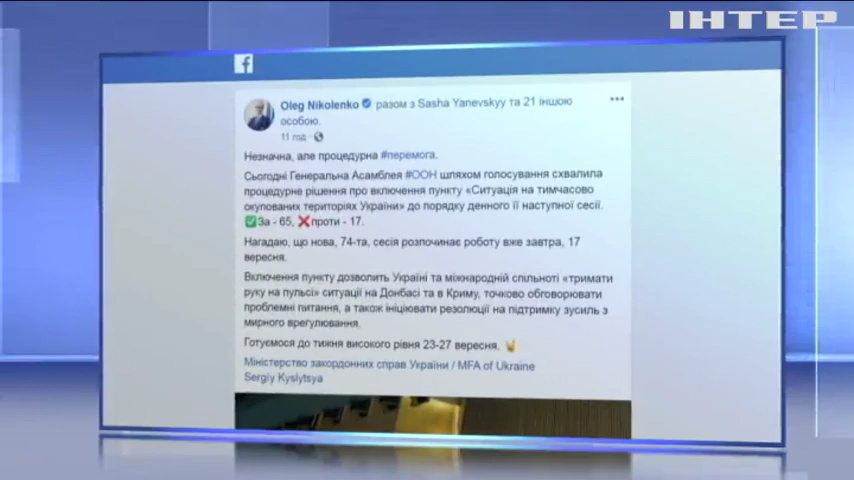 ІНТЕР
f
Oleg Nikolenko разом з Sasha Yanevskyy та 21 іншою
особою.
11 год ·
Незначна, але процедурна #перемога.
Сьогодні Генеральна Асамблея #ООН шляхом голосування схвалила
процедурне рішення про включення пункту «Ситуація на тимчасово
окупованих територіях України» до порядку денного її наступної сесії.
✅За - 65, ❌проти - 17.
Нагадаю, що нова, 74-та, сесія розпочинає роботу вже завтра, 17
вересня.
Включення пункту дозволить Україні та міжнародній спільноті «тримати
руку на пульсі» ситуації на Донбасі та в Криму, точково обговорювати
проблемні питання, а також ініціювати резолюції на підтримку зусиль з
мирного врегулювання.
Готуємося до тижня високого рівня 23-27 вересня. 🤘
Міністерство закордонних справ України / MFA of Ukraine
Sergiy Kyslytsya